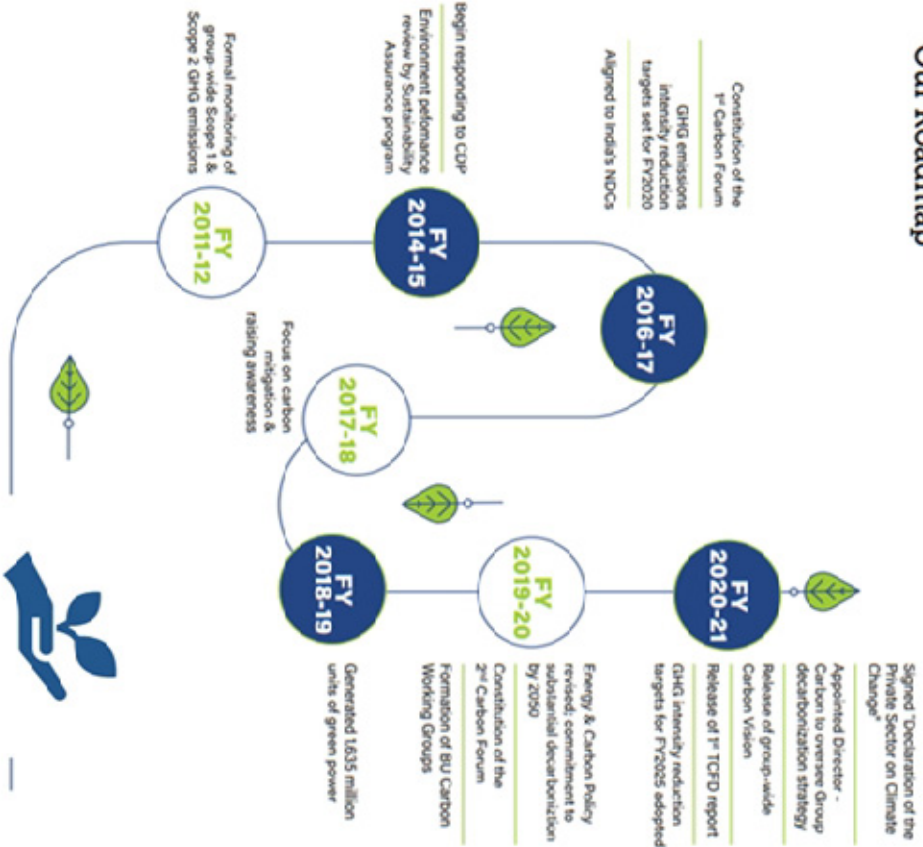 Our Roadmap
Constitution of the
1st Carbon Forum
GHG emissions
intensity reduction
targets set for FY2020
Aligned to India's NDCs
FY
2016-17
Begin responding to CDP
Environment peformance
review by Sustainability
Assurance program
FY
2014-15
Formal monitoring of
group-wide Scope 1 &
Scope 2 GHG emissions
FY
2011-12
FY
2017-18
Focus on carbon
mitigation &
raising awareness
FY
2018-19
Generated 1.635 million
units of green power
FY
2019-20
Energy & Carbon Policy
revised; commitment to
substantial decarboniztion
by 2050
Constitution of the
2nd Carbon Forum
Formation of BU Carbon
Working Groups
FY
2020-21
Signed "Declaration of the
Private Sector on Climate
Change"
Appointed Director -
Carbon to oversee Group
decarbonization strategy
Release of group-wide
Carbon Vision
Release of 1st TCFD report
GHG intensity reduction
targets for FY2025 adopted